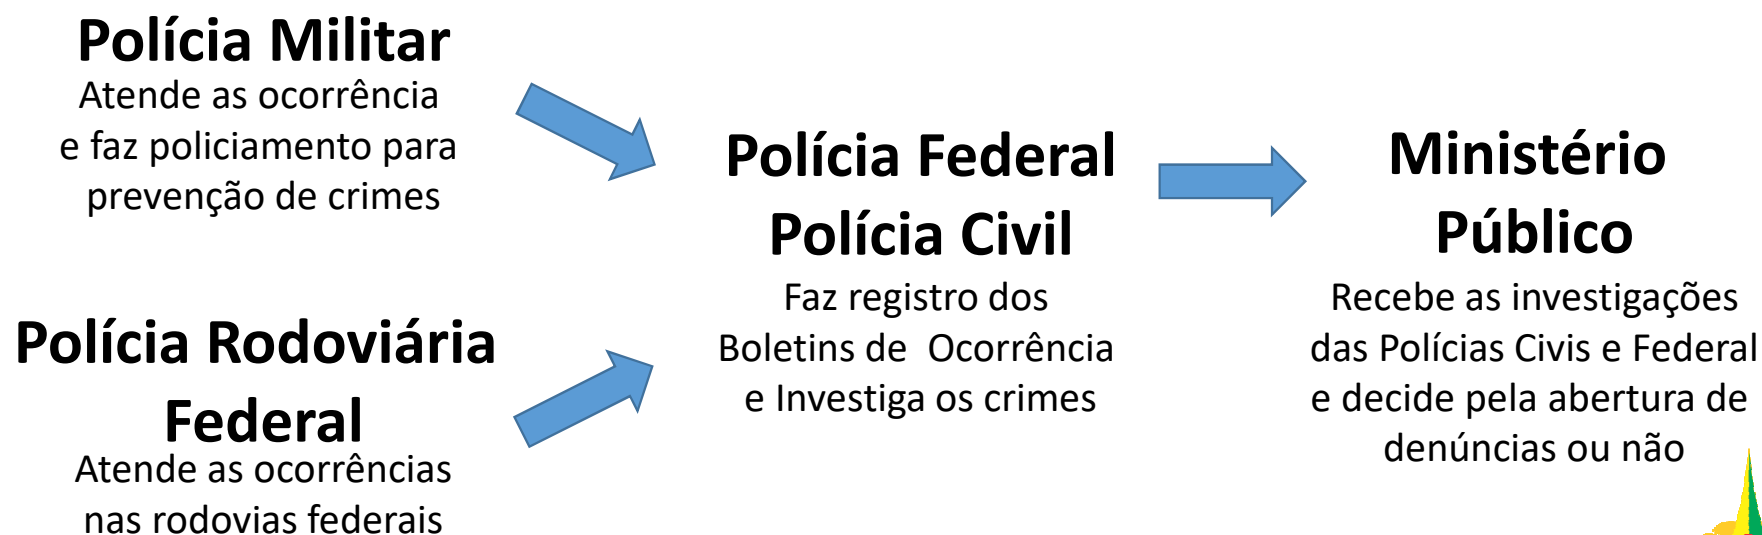 Polícia Militar
Atende as ocorrência
e faz policiamento para
prevenção de crimes
Polícia Rodoviária
Federal
Atende as ocorrências
nas rodovias federais
Polícia Federal
Polícia Civil
Faz registro dos
Boletins de Ocorrência
e Investiga os crimes
Ministério
Público
Recebe as investigações
das Polícias Civis e Federal
e decide pela abertura de
denúncias ou não